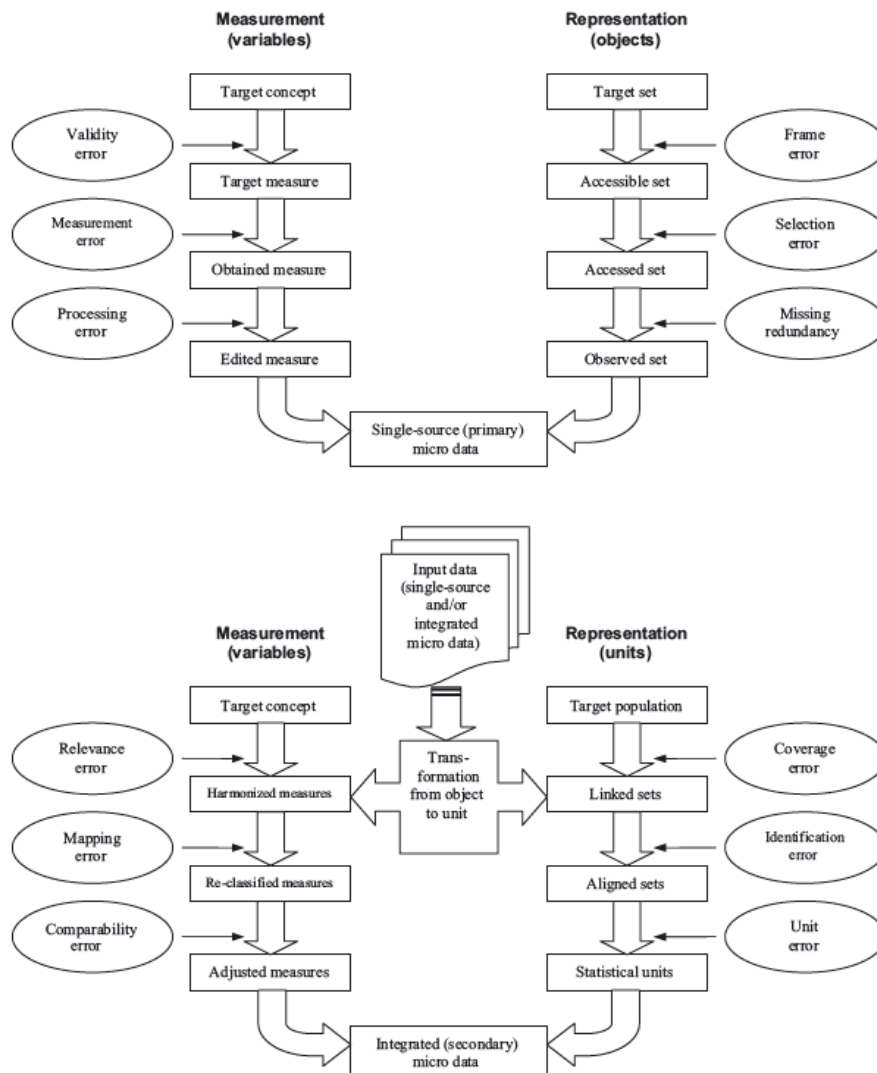 Measurement
(variables)
Representation
(objects)
Target concept
Target set
Validity
error
Frame
error
Target measure
Accessible set
Measurement
error
Selection
error
Obtained measure
Accessed set
Processing
error
Missing
redundancy
Edited measure
Observed set
Single-source (primary)
micro data
Input data
(single-source
and/or
integrated
micro data)
Measurement
(variables)
Representation
(units)
Target concept
Target population
Relevance
error
Coverage
error
Trans-
formation
from object
to unit
Harmonized measures
Linked sets
Mapping
error
Identification
error
Re-classified measures
Aligned sets
Comparability
error
Unit
error
Adjusted measures
Statistical units
Integrated (secondary)
micro data